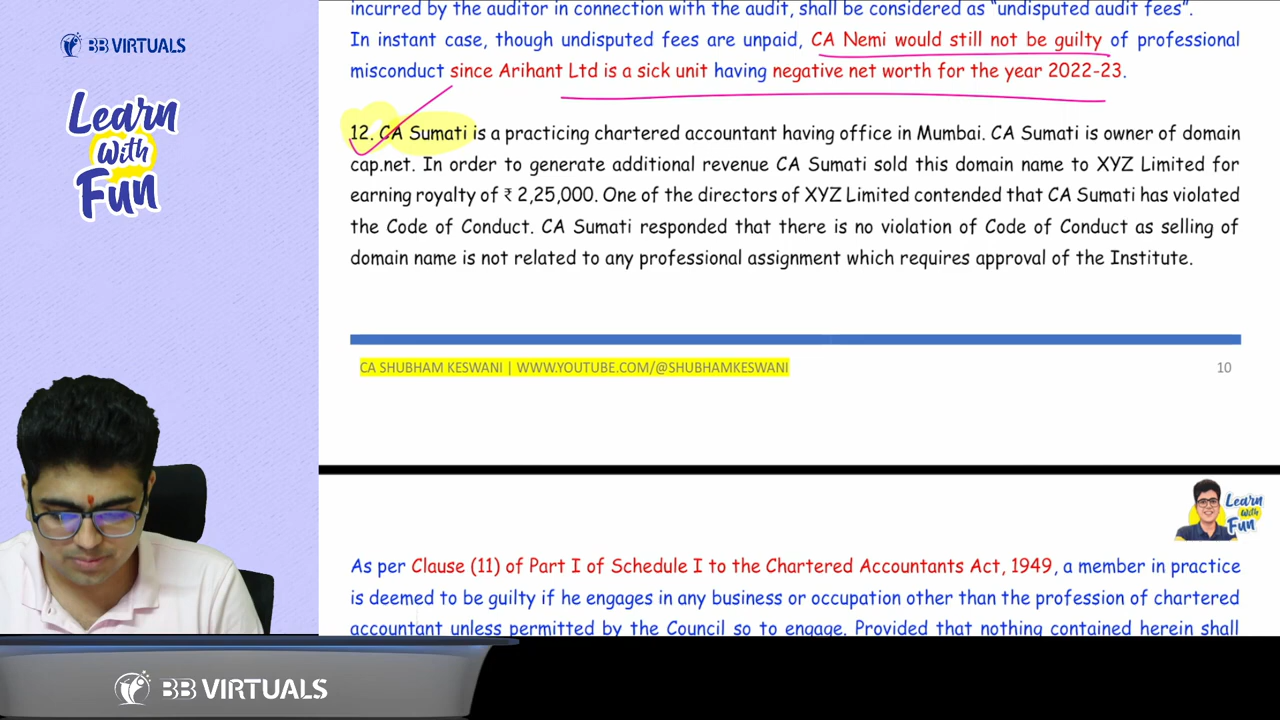 BB VIRTUALS
Learn
With
Fun
incurred by the auditor in connection with the audit, shall be considered as “undisputed audit fees”.
In instant case, though undisputed fees are unpaid, CA Nemi would still not be guilty of professional
misconduct since Arihant Ltd is a sick unit having negative net worth for the year 2022-23.
12. CA Sumati is a practicing chartered accountant having office in Mumbai. CA Sumati is owner of domain
cap.net. In order to generate additional revenue CA Sumati sold this domain name to XYZ Limited for
earning royalty of ₹ 2,25,000. One of the directors of XYZ Limited contended that CA Sumati has violated
the Code of Conduct. CA Sumati responded that there is no violation of Code of Conduct as selling of
domain name is not related to any professional assignment which requires approval of the Institute.
CA SHUBHAM KESWANI | WWW.YOUTUBE.COM/@SHUBHAMKESWANI 10
Learn
With
Fun
As per Clause (11) of Part I of Schedule I to the Chartered Accountants Act, 1949, a member in practice
is deemed to be guilty if he engages in any business or occupation other than the profession of chartered
accountant unless permitted by the Council so to engage. Provided that nothing contained herein shall
BB VIRTUALS